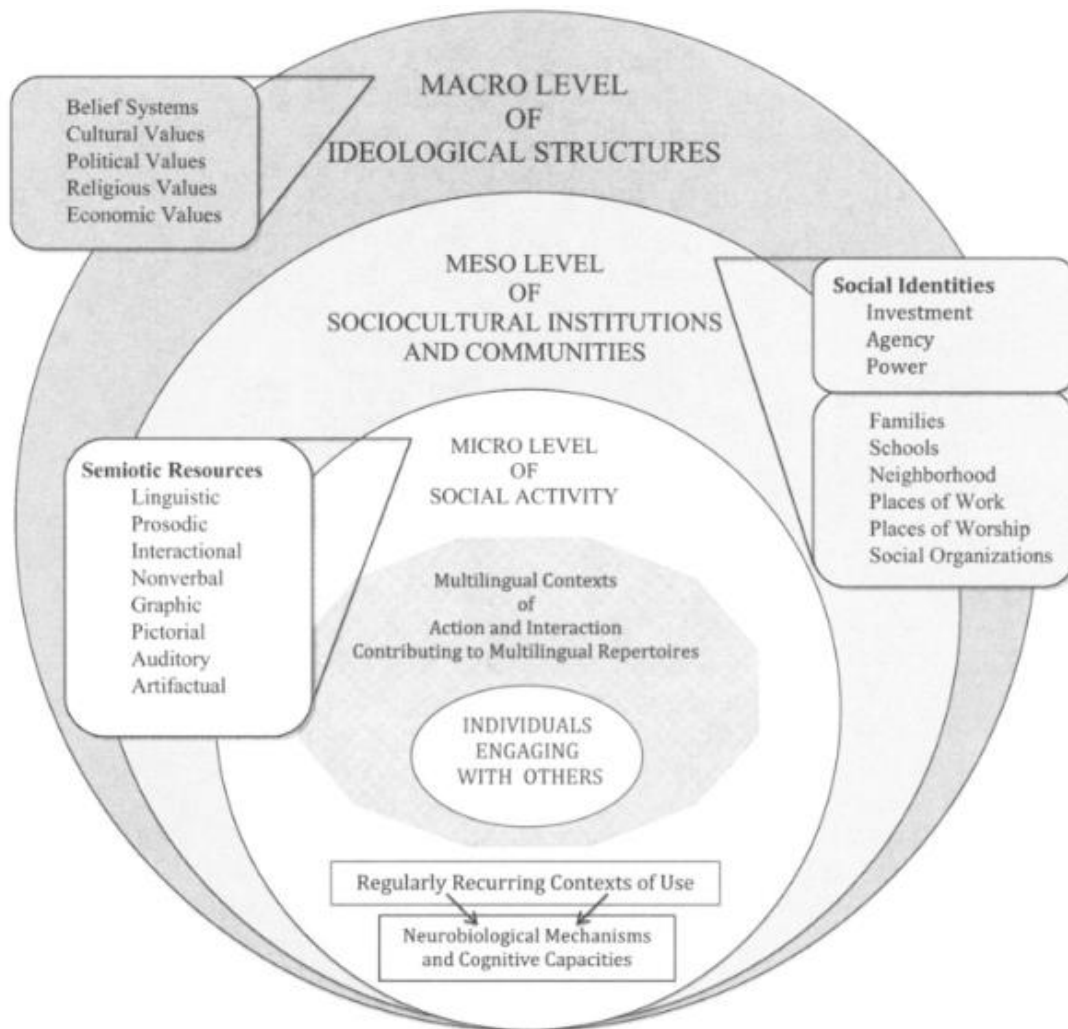 MACRO LEVEL
OF
IDEOLOGICAL STRUCTURES
Belief Systems
Cultural Values
Political Values
Religious Values
Economic Values
MESO LEVEL
OF
SOCIOCULTURAL INSTITUTIONS
AND COMMUNITIES
Social Identities
Investment
Agency
Power
Families
Schools
Neighborhood
Places of Work
Places of Worship
Social Organizations
MICRO LEVEL
OF
SOCIAL ACTIVITY
Semiotic Resources
Linguistic
Prosodic
Interactional
Nonverbal
Graphic
Pictorial
Auditory
Artifactual
Multilingual Contexts
of
Action and Interaction
Contributing to Multilingual Repertoires
INDIVIDUALS
ENGAGING
WITH OTHERS
Regularly Recurring Contexts of Use
Neurobiological Mechanisms
and Cognitive Capacities